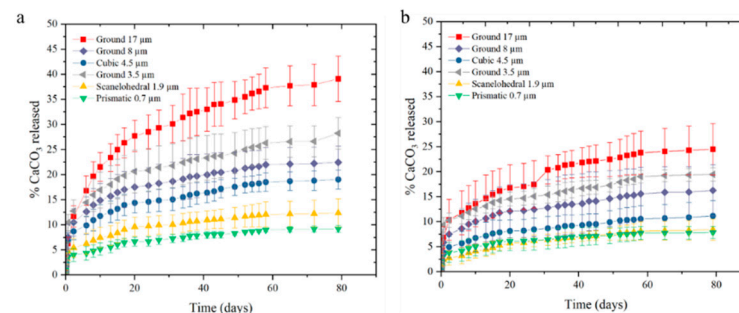 a
% CaCO3 released
50
45
40
35
30
25
20
15
10
5
0
Ground 17 µm
Ground 8 µm
Cubic 4.5 µm
Ground 3.5 µm
Scanelohedral 1.9 µm
Prismatic 0.7 µm
0
20
40
60
80
Time (days)
b
% CaCO3 released
50
45
40
35
30
25
20
15
10
5
0
Ground 17 µm
Ground 8 µm
Cubic 4.5 µm
Ground 3.5 µm
Scanelohedral 1.9 µm
Prismatic 0.7 µm
0
20
40
60
80
Time (days)